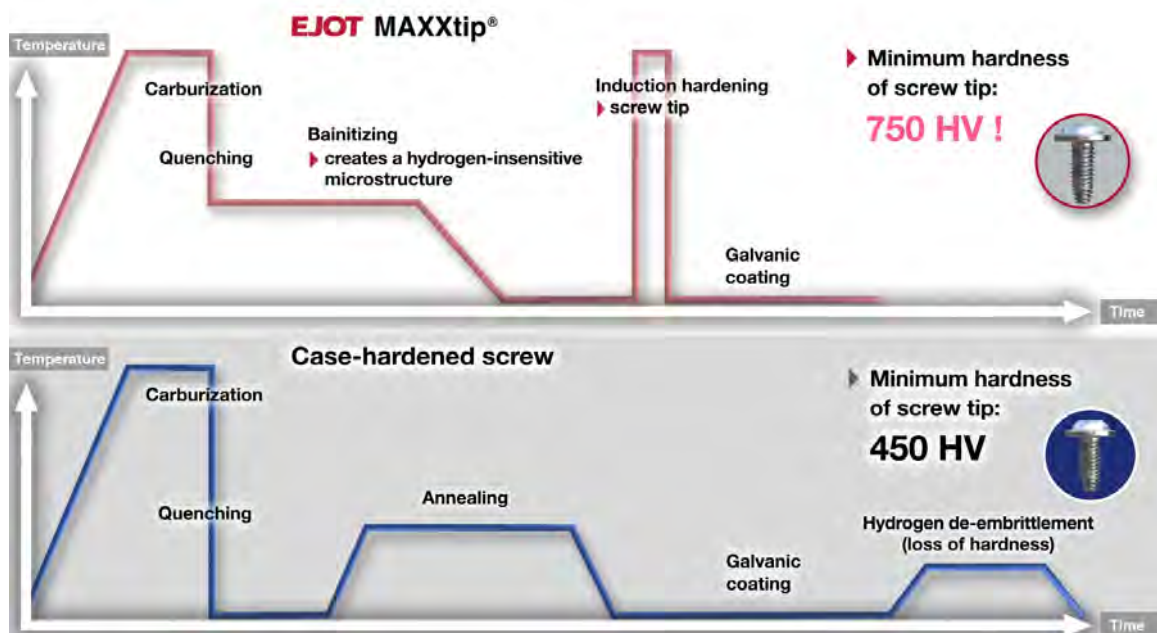 EJOT MAXXtip®
Temperature
Carburization
Quenching
Bainitizing
creates a hydrogen-insensitive
microstructure
Induction hardening
screw tip
Galvanic
coating
Minimum hardness
of screw tip:
750 HV !
Time
Temperature
Case-hardened screw
Carburization
Quenching
Annealing
Galvanic
coating
Minimum hardness
of screw tip:
450 HV
Hydrogen de-embrittlement
(loss of hardness)
Time